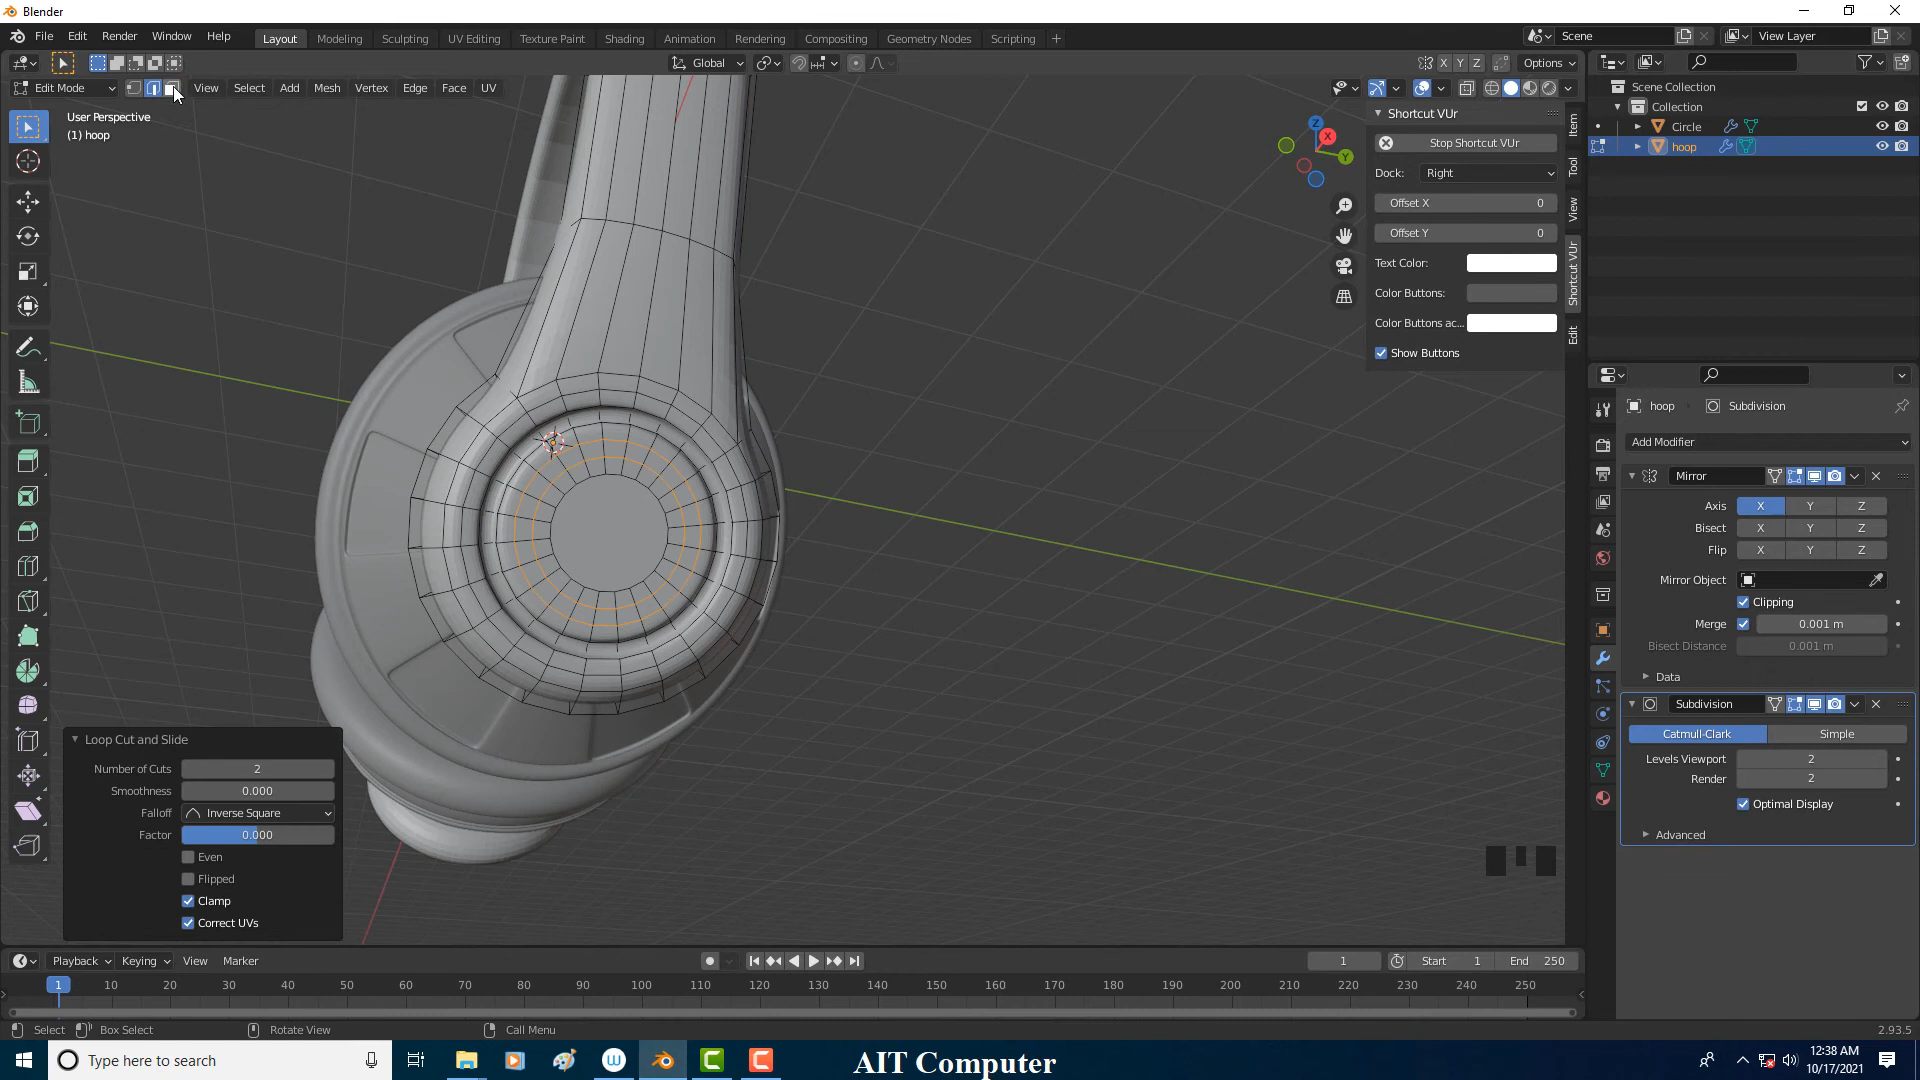 Blender
File Edit Render Window Help Layout Modeling Sculpting UV Editing Texture Paint Shading Animation Rendering Compositing Geometry Nodes Scripting + Scene View Layer
Global X Y Z Options
Edit Mode View Select Add Mesh Vertex Edge Face UV
User Perspective
(1) hoop
Z X Y
Shortcut VUr
Stop Shortcut VUr
Dock: Right
Offset X 0
Offset Y 0
Text Color:
Color Buttons:
Color Buttons ac...
Show Buttons
Item
Tool
View
Shortcut VUr
Edit
Scene Collection
Collection
Circle
hoop
hoop Subdivision
Add Modifier
Mirror
Axis X Y Z
Bisect X Y Z
Flip X Y Z
Mirror Object
Clipping
Merge 0.001 m
Bisect Distance 0.001 m
Data
Subdivision
Catmull-Clark Simple
Levels Viewport 2
Render 2
Optimal Display
Advanced
Loop Cut and Slide
Number of Cuts 2
Smoothness 0.000
Falloff Inverse Square
Factor 0.000
Even
Flipped
Clamp
Correct UVs
Playback Keying View Marker 1 Start 1 End 250
1 10 20 30 40 50 60 70 80 90 100 110 120 130 140 150 160 170 180 190 200 210 220 230 240 250
Select Box Select Rotate View Call Menu 2.93.5
Type here to search AIT Computer 12:38 AM
10/17/2021